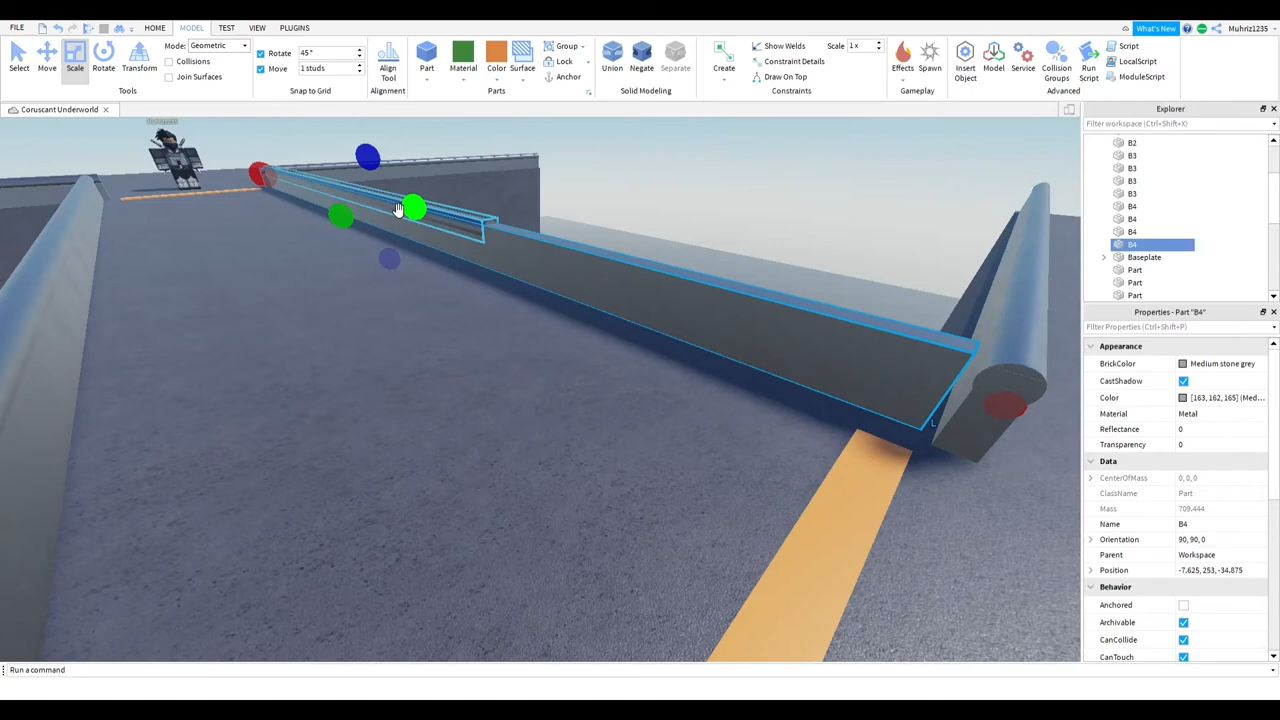 FILE HOME MODEL TEST VIEW PLUGINS What's New Muhriz1235
Select Move Scale Rotate Transform
Mode: Geometric
Collisions
Join Surfaces
Tools
Rotate 45°
Move 1 studs
Snap to Grid
Align Tool
Alignment
Part Material Color Surface
Group
Lock
Anchor
Parts
Union Negate Separate
Solid Modeling
Create
Show Welds Scale 1 x
Constraint Details
Draw On Top
Constraints
Effects Spawn
Gameplay
Insert Object Model Service Collision Groups Run Script
Script
LocalScript
ModuleScript
Advanced
Coruscant Underworld
Explorer
Filter workspace (Ctrl+Shift+X)
B2
B3
B3
B3
B3
B4
B4
B4
B4
Baseplate
Part
Part
Part
Properties - Part "B4"
Filter Properties (Ctrl+Shift+P)
Appearance
BrickColor Medium stone grey
CastShadow
Color [163, 162, 165] (Med...
Material Metal
Reflectance 0
Transparency 0
Data
CenterOfMass 0, 0, 0
ClassName Part
Mass 709.444
Name B4
Orientation 90, 90, 0
Parent Workspace
Position -7.625, 253, -34.875
Behavior
Anchored
Archivable
CanCollide
CanTouch
L
Run a command